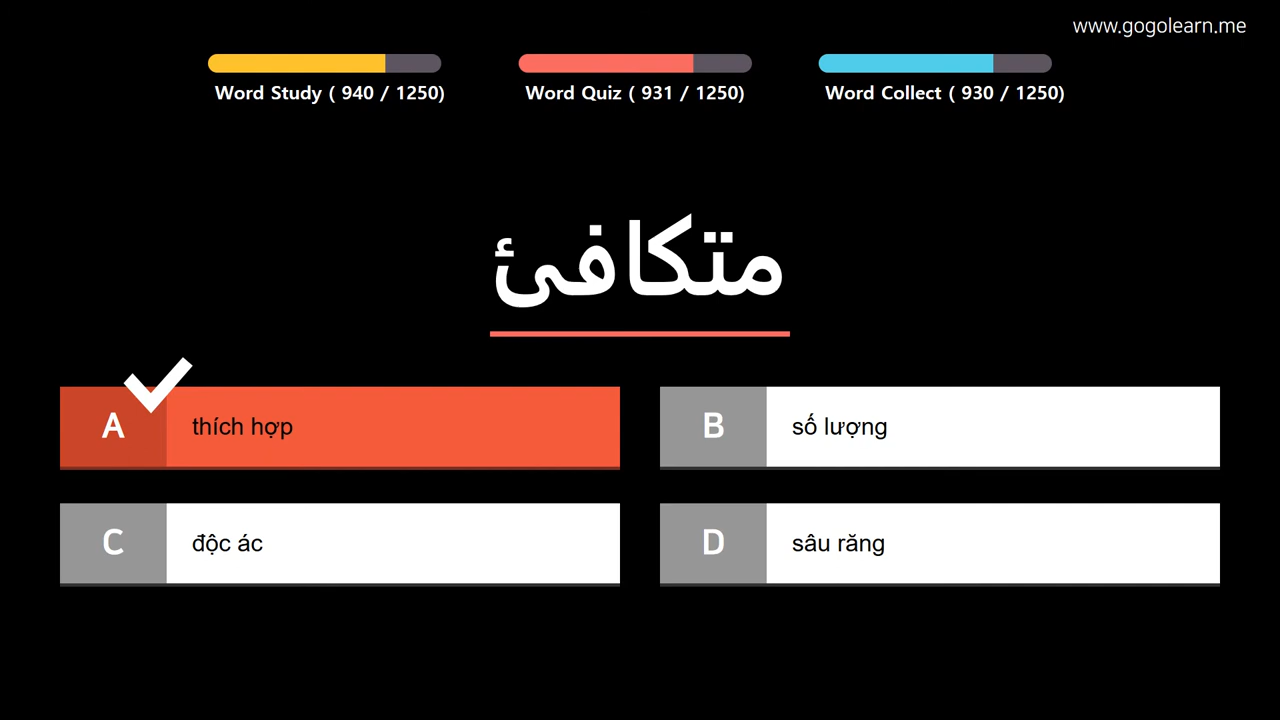 www.gogolearn.me
Word Study ( 940 / 1250)
Word Quiz ( 931 / 1250)
Word Collect ( 930 / 1250)
متكافئ
A
thích hợp
B
số lượng
C
độc ác
D
sâu răng